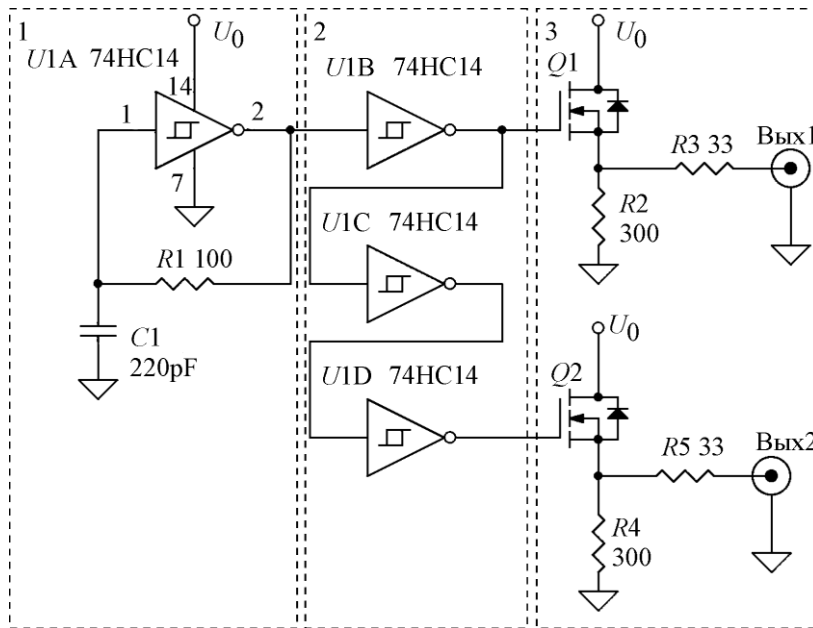 1
U1A 74HC14
U0
14
1
2
7
R1 100
C1
220pF
2
U1B 74HC14
U1C 74HC14
U1D 74HC14
3
U0
Q1
R3 33
Вых1
R2
300
U0
Q2
R5 33
Вых2
R4
300